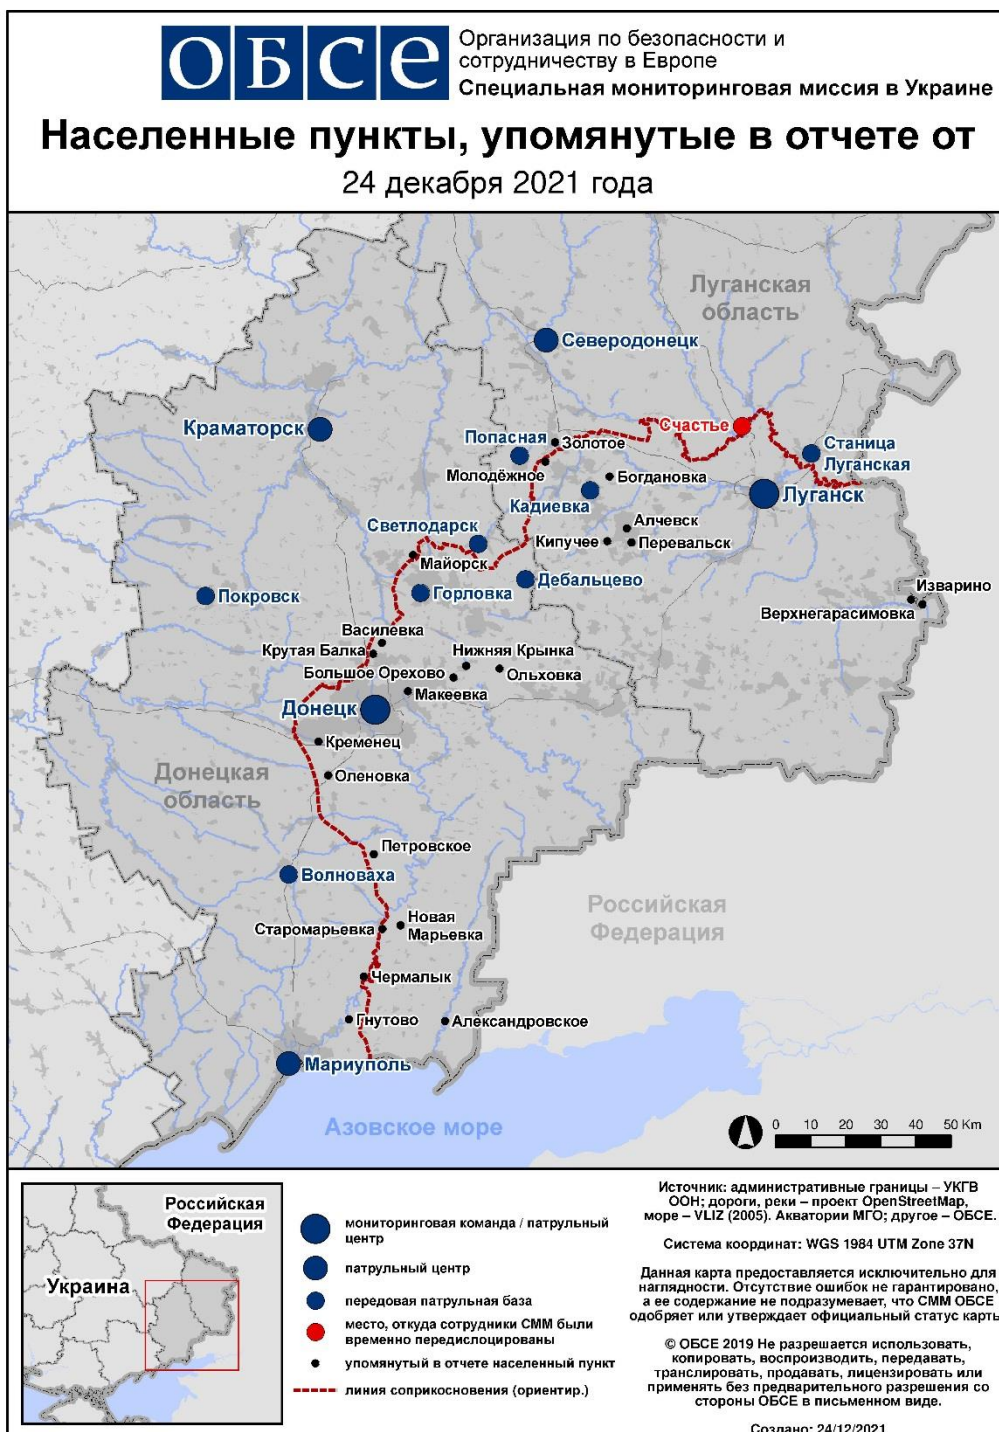 ОБСЕ
Организация по безопасности и
сотрудничеству в Европе
Специальная мониторинговая миссия в Украине
Населенные пункты, упомянутые в отчете от
24 декабря 2021 года
Луганская
область
Северодонецк
Счастье
Краматорск
Попасная
Золотое
Станица
Луганская
Молодёжное
Богдановка
Кадиевка
Луганск
Светлодарск
Алчевск
Кипучее
Перевальск
Майорск
Дебальцево
Покровск
Горловка
Изварино
Верхнегарасимовка
Василевка
Крутая Балка
Нижняя Крынка
Большое Орехово
Ольховка
Макеевка
Донецк
Кременец
Донецкая
область
Оленовка
Петровское
Волноваха
Российская
Федерация
Старомарьевка
Новая
Марьевка
Чермалык
Гнутово
Александровское
Мариуполь
Азовское море
0 10 20 30 40 50 Km
Российская
Федерация
Украина
мониторинговая команда / патрульный
центр
патрульный центр
передовая патрульная база
место, откуда сотрудники СММ были
временно передислоцированы
упомянутый в отчете населенный пункт
линия соприкосновения (ориентир.)
Источник: административные границы – УКГВ
ООН; дороги, реки – проект OpenStreetMap,
море – VLIZ (2005). Акватории МГО; другое – ОБСЕ.
Система координат: WGS 1984 UTM Zone 37N
Данная карта предоставляется исключительно для
наглядности. Отсутствие ошибок не гарантировано,
а ее содержание не подразумевает, что СММ ОБСЕ
одобряет или утверждает официальный статус карты.
© ОБСЕ 2019 Не разрешается использовать,
копировать, воспроизводить, передавать,
транслировать, продавать, лицензировать или
применять без предварительного разрешения со
стороны ОБСЕ в письменном виде.
Создано: 24/12/2021